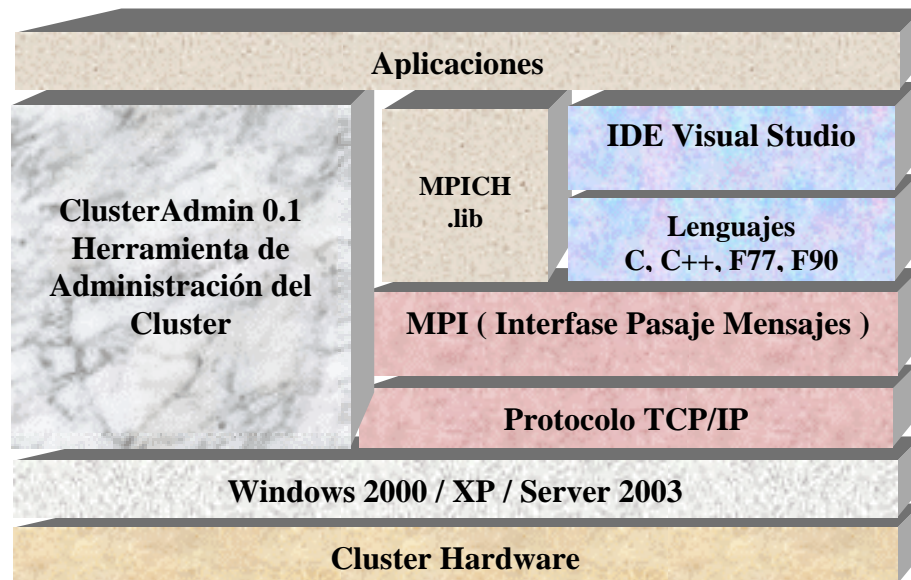 Aplicaciones
ClusterAdmin 0.1
Herramienta de
Administración del
Cluster
MPICH
.lib
IDE Visual Studio
Lenguajes
C, C++, F77, F90
MPI ( Interfase Pasaje Mensajes )
Protocolo TCP/IP
Windows 2000 / XP / Server 2003
Cluster Hardware